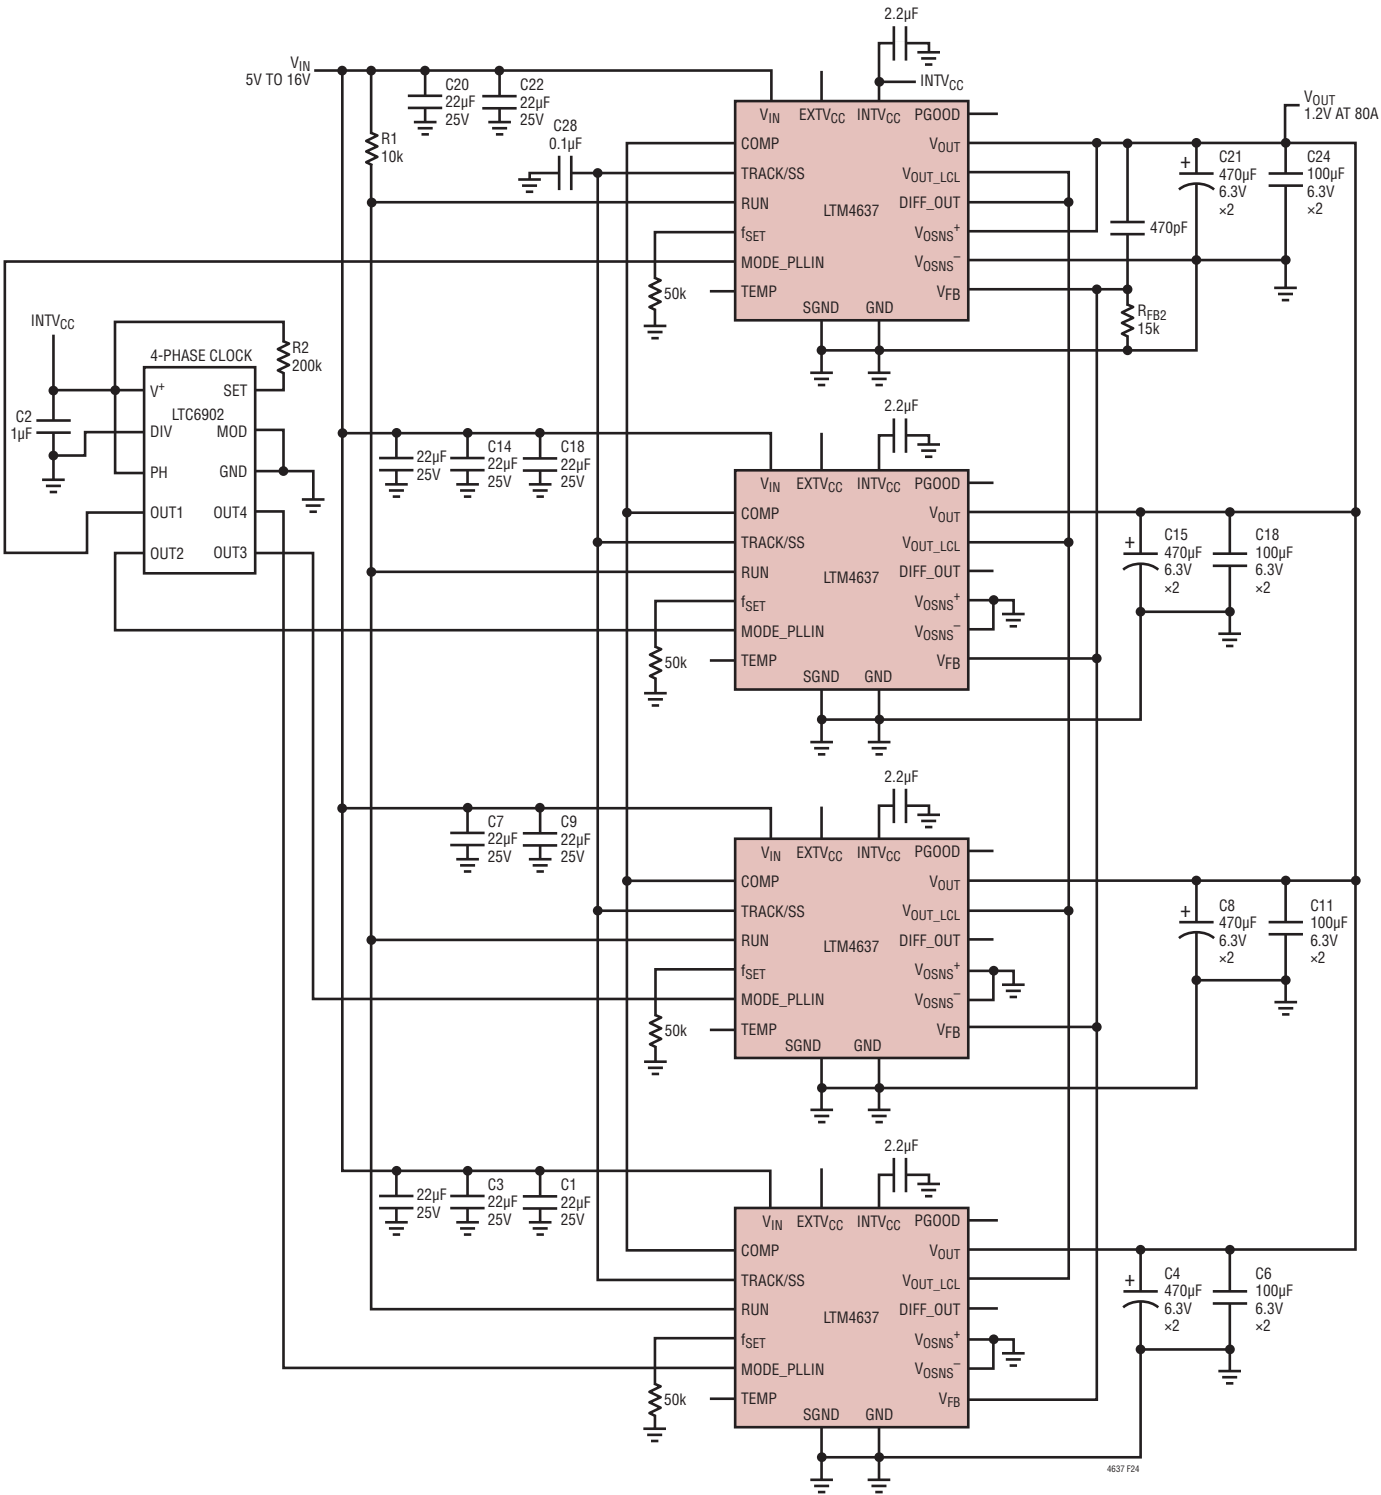 2.2µF
VIN
5V TO 16V
C20
22µF
25V
C22
22µF
25V
INTVCC
VOUT
1.2V AT 80A
R1
10k
C28
0.1µF
VIN
EXTVCC
INTVCC
PGOOD
COMP
TRACK/SS
RUN
fSET
MODE_PLLIN
TEMP
LTM4637
VOUT
VOUT_LCL
DIFF_OUT
VOSNS+
VOSNS–
VFB
SGND
GND
50k
C21
470µF
6.3V
×2
C24
100µF
6.3V
×2
470pF
RFB2
15k
INTVCC
4-PHASE CLOCK
R2
200k
C2
1µF
V+
SET
LTC6902
DIV
MOD
PH
GND
OUT1
OUT4
OUT2
OUT3
2.2µF
22µF
25V
C14
22µF
25V
C18
22µF
25V
VIN
EXTVCC
INTVCC
PGOOD
COMP
TRACK/SS
RUN
fSET
MODE_PLLIN
TEMP
LTM4637
VOUT
VOUT_LCL
DIFF_OUT
VOSNS+
VOSNS–
VFB
SGND
GND
50k
C15
470µF
6.3V
×2
C18
100µF
6.3V
×2
2.2µF
C7
22µF
25V
C9
22µF
25V
VIN
EXTVCC
INTVCC
PGOOD
COMP
TRACK/SS
RUN
fSET
MODE_PLLIN
TEMP
LTM4637
VOUT
VOUT_LCL
DIFF_OUT
VOSNS+
VOSNS–
VFB
SGND
GND
50k
C8
470µF
6.3V
×2
C11
100µF
6.3V
×2
2.2µF
22µF
25V
C3
22µF
25V
C1
22µF
25V
VIN
EXTVCC
INTVCC
PGOOD
COMP
TRACK/SS
RUN
fSET
MODE_PLLIN
TEMP
LTM4637
VOUT
VOUT_LCL
DIFF_OUT
VOSNS+
VOSNS–
VFB
SGND
GND
50k
C4
470µF
6.3V
×2
C6
100µF
6.3V
×2
4637 F24